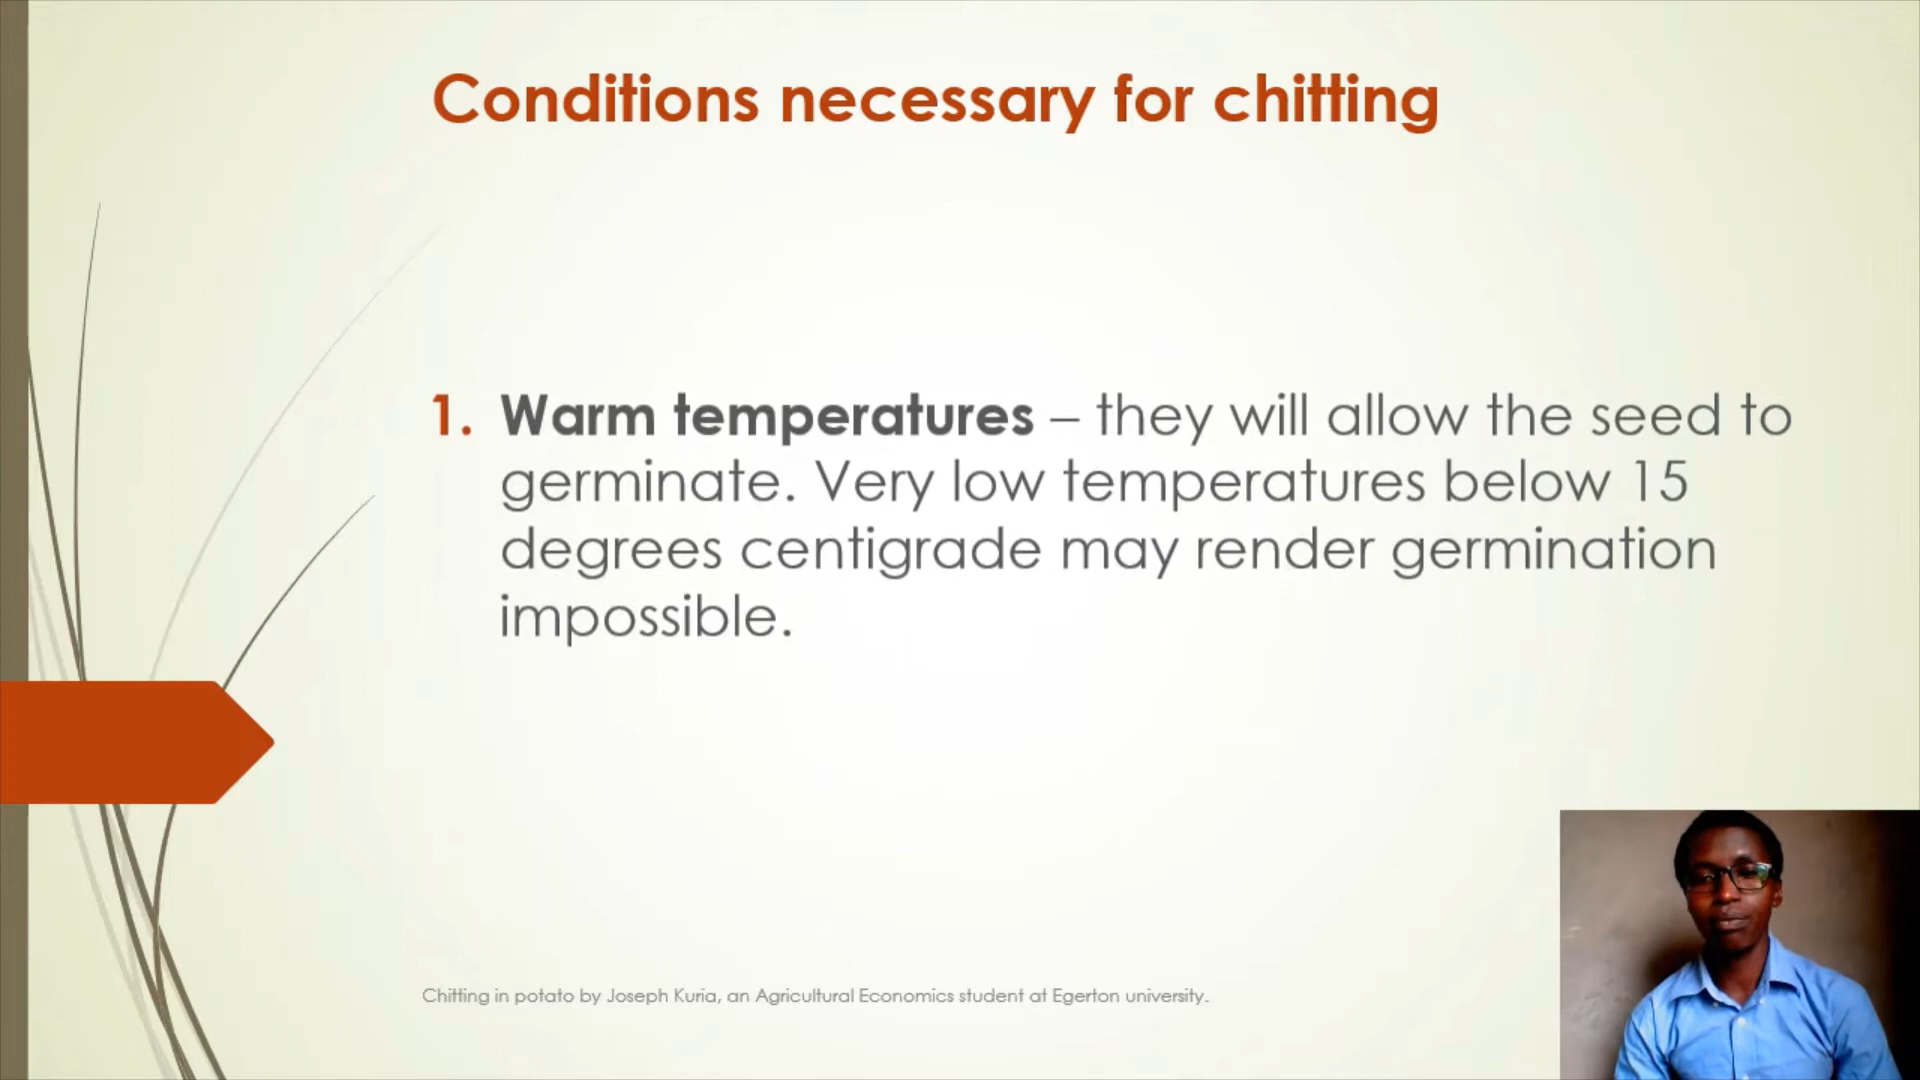 Conditions necessary for chitting
1. Warm temperatures – they will allow the seed to
germinate. Very low temperatures below 15
degrees centigrade may render germination
impossible.
Chitting in potato by Joseph Kuria, an Agricultural Economics student at Egerton university.